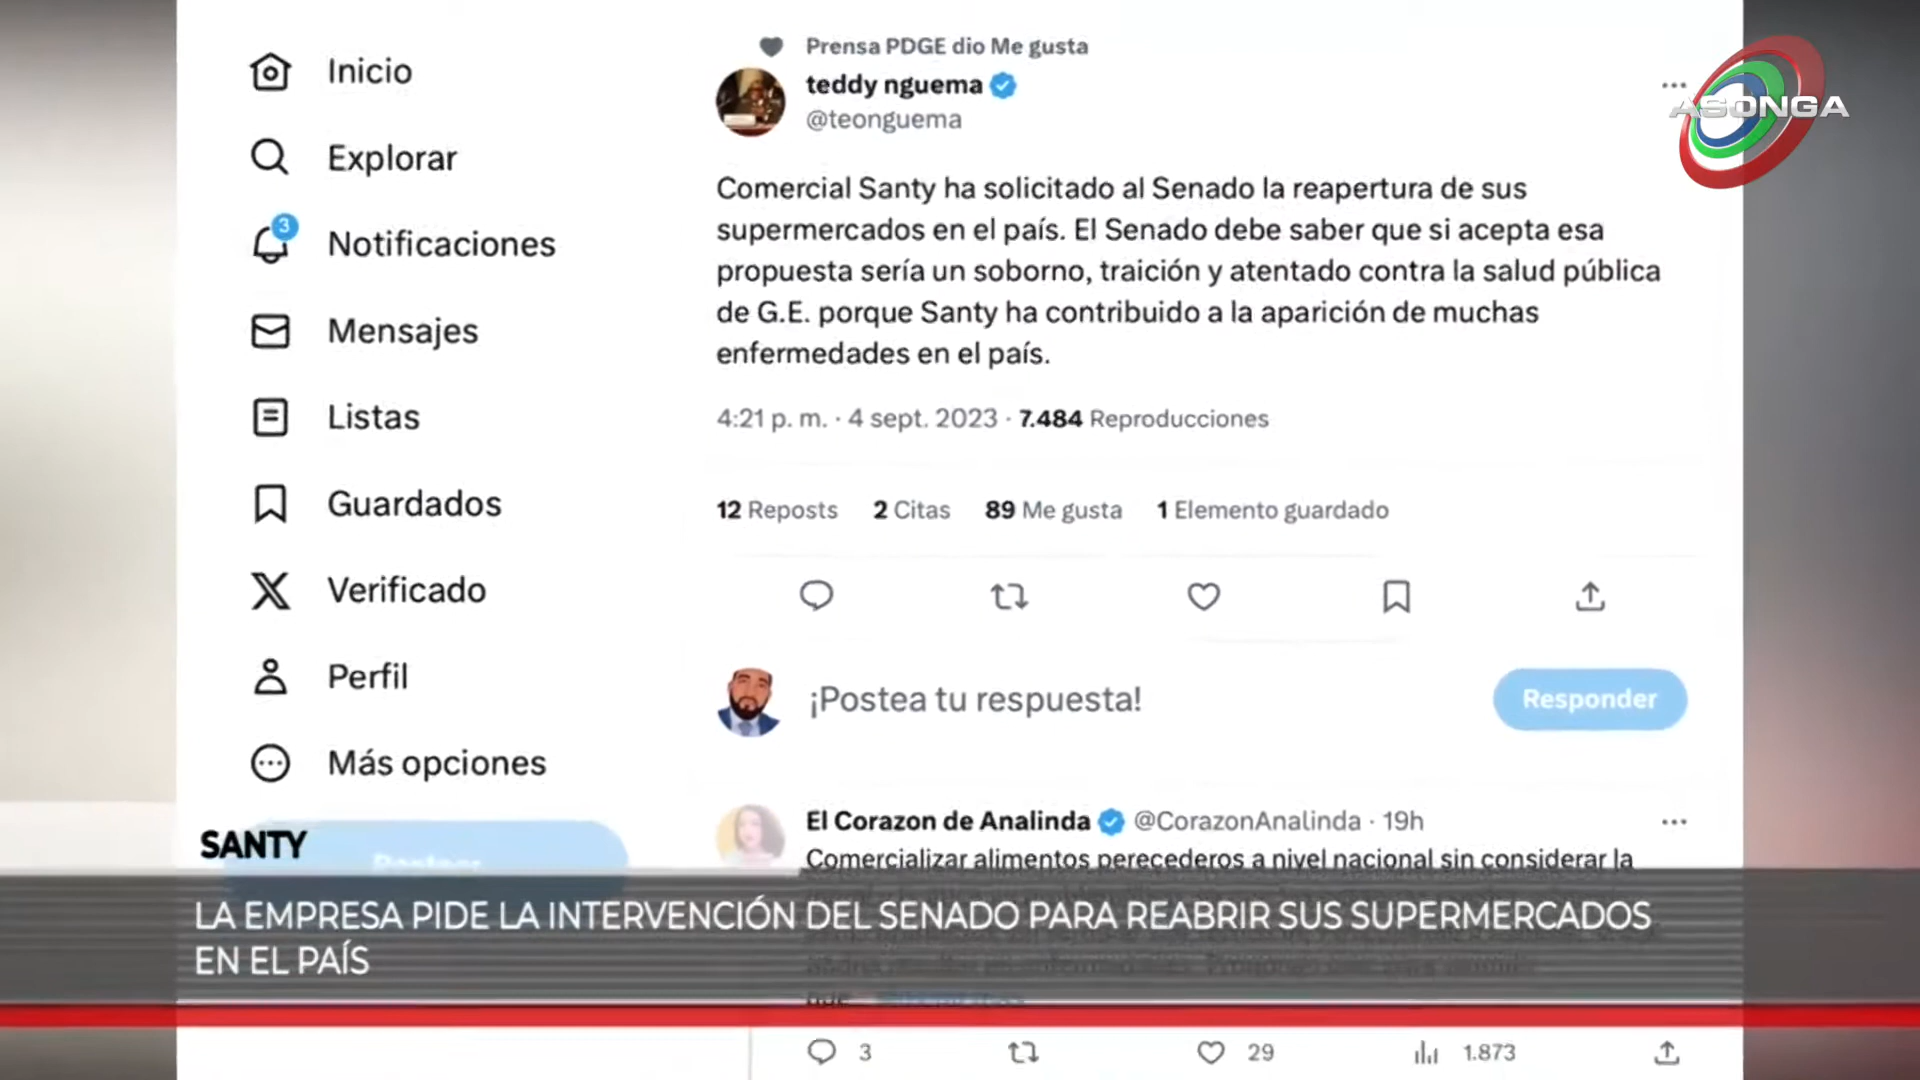 Inicio
Explorar
3
Notificaciones
Mensajes
Listas
Guardados
Verificado
Perfil
Más opciones
Prensa PDGE dio Me gusta
teddy nguema
@teonguema
ASONGA
Comercial Santy ha solicitado al Senado la reapertura de sus
supermercados en el país. El Senado debe saber que si acepta esa
propuesta sería un soborno, traición y atentado contra la salud pública
de G.E. porque Santy ha contribuido a la aparición de muchas
enfermedades en el país.
4:21 p. m. · 4 sept. 2023 · 7.484 Reproducciones
12 Reposts 2 Citas 89 Me gusta 1 Elemento guardado
¡Postea tu respuesta!
Responder
El Corazon de Analinda @CorazonAnalinda · 19h
Comercializar alimentos perecederos a nivel nacional sin considerar la
SANTY
LA EMPRESA PIDE LA INTERVENCIÓN DEL SENADO PARA REABRIR SUS SUPERMERCADOS
EN EL PAÍS
3 29 1.873